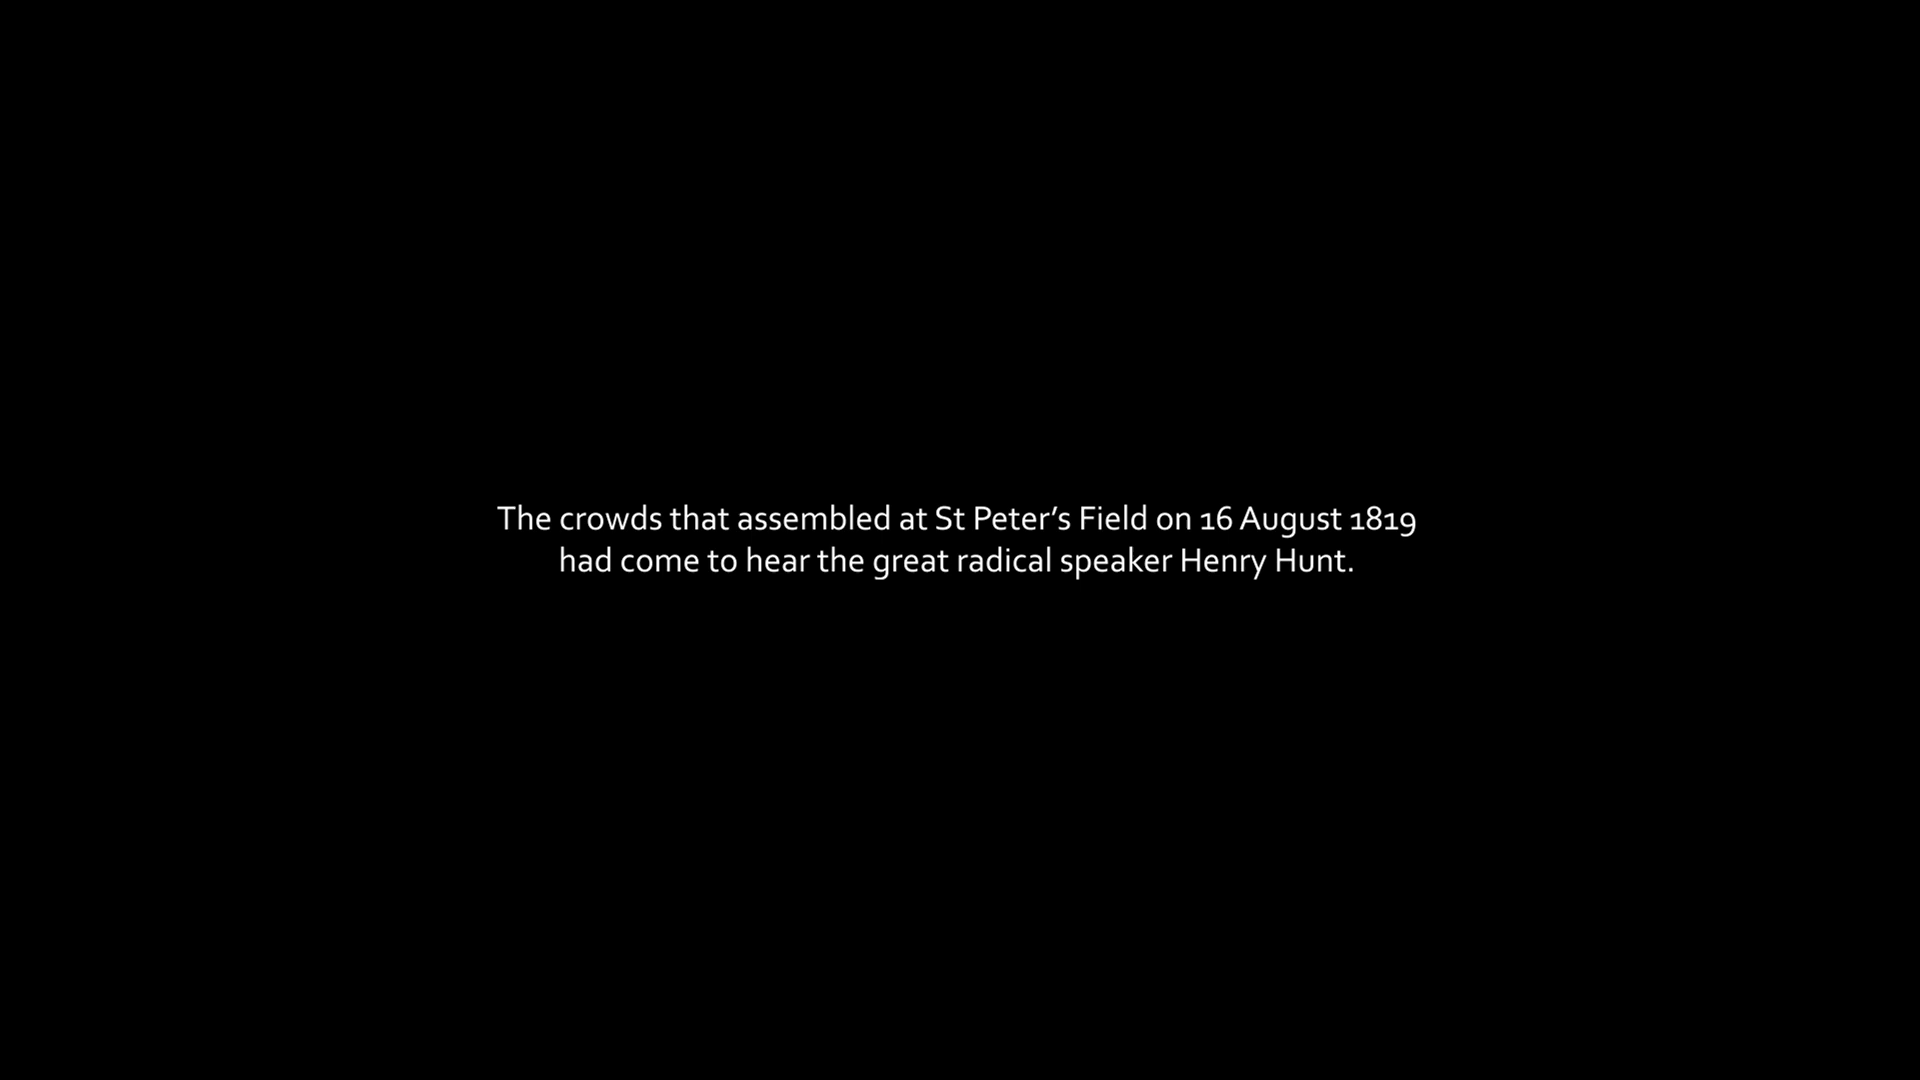 The crowds that assembled at St Peter’s Field on 16 August 1819
had come to hear the great radical speaker Henry Hunt.